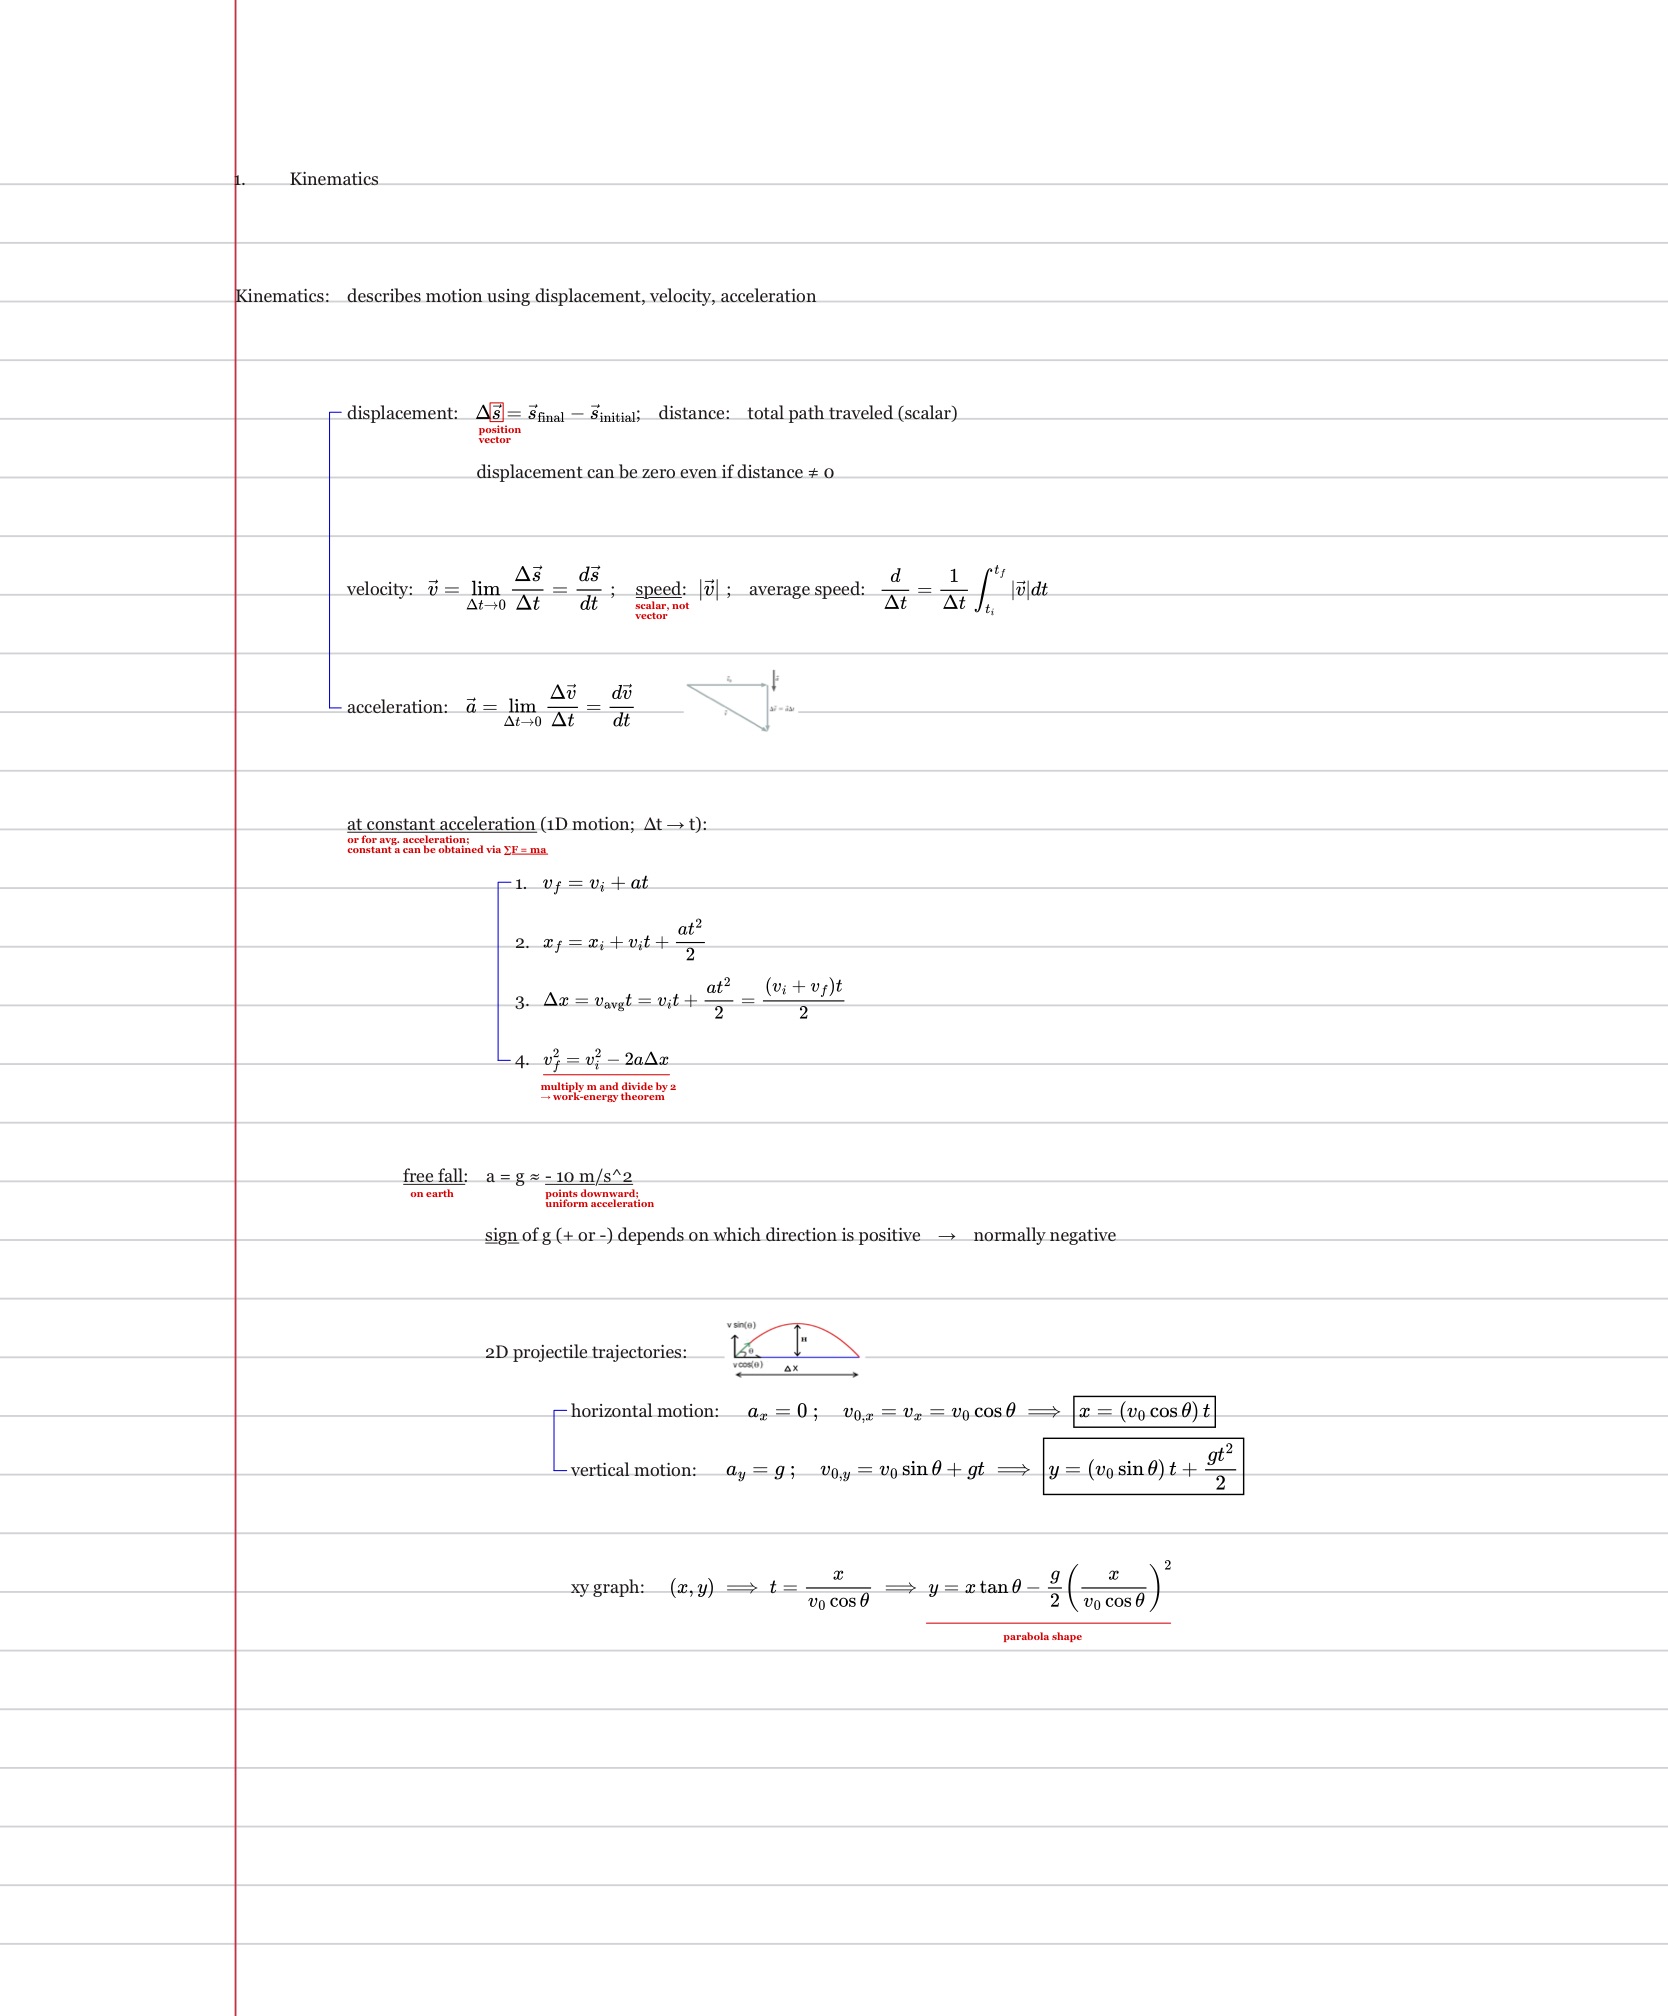 1. Kinematics
Kinematics: describes motion using displacement, velocity, acceleration
displacement: Δs⃗ = s⃗_final − s⃗_initial; distance: total path traveled (scalar)
position
vector
displacement can be zero even if distance ≠ 0
velocity: v⃗ = lim_{Δt→0} Δs⃗/Δt = ds⃗/dt ; speed: |v⃗| ; average speed: d/Δt = 1/Δt ∫_{t_i}^{t_f} |v⃗|dt
scalar, not
vector
acceleration: a⃗ = lim_{Δt→0} Δv⃗/Δt = dv⃗/dt
at constant acceleration (1D motion; Δt → t):
or for avg. acceleration;
constant a can be obtained via ∑F = ma
1. v_f = v_i + at
2. x_f = x_i + v_i t + at²/2
3. Δx = v_avg t = v_i t + at²/2 = (v_i + v_f)t/2
4. v_f² = v_i² − 2aΔx
multiply m and divide by 2
→ work-energy theorem
free fall: a = g ≈ - 10 m/s^2
on earth
points downward;
uniform acceleration
sign of g (+ or -) depends on which direction is positive → normally negative
v sin(θ)
H
2D projectile trajectories:
θ
v cos(θ)
Δ X
horizontal motion: a_x = 0 ; v_{0,x} = v_x = v_0 cos θ ⟹ x = (v_0 cos θ) t
vertical motion: a_y = g ; v_{0,y} = v_0 sin θ + gt ⟹ y = (v_0 sin θ) t + gt²/2
xy graph: (x, y) ⟹ t = x/(v_0 cos θ) ⟹ y = x tan θ − g/2 (x/(v_0 cos θ))²
parabola shape